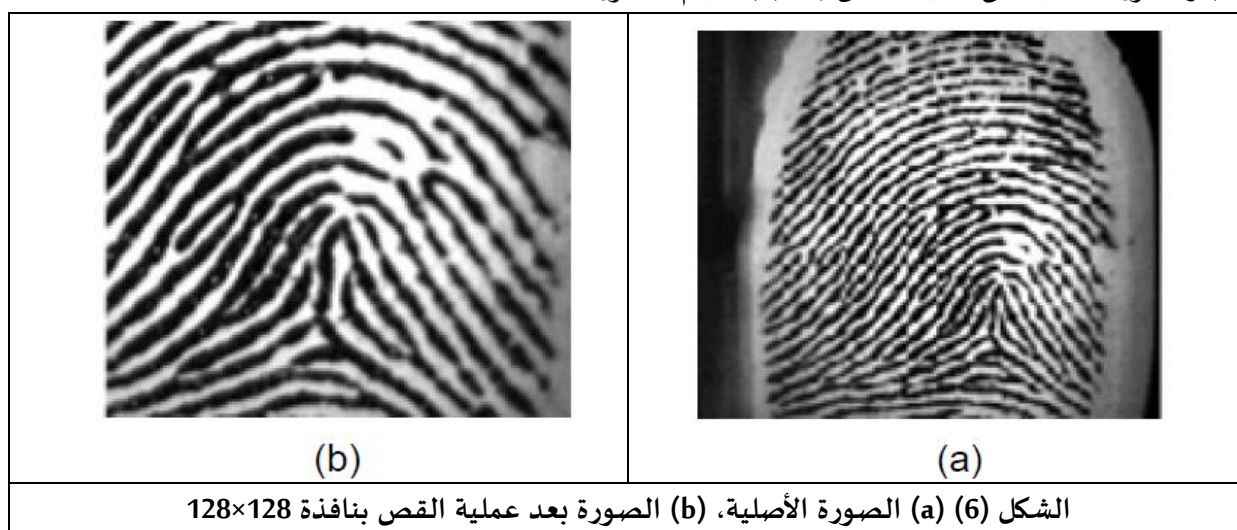 (a)
(b)
الشكل (6) (a) الصورة الأصلية، (b) الصورة بعد عملية القص بنافذة 128×128